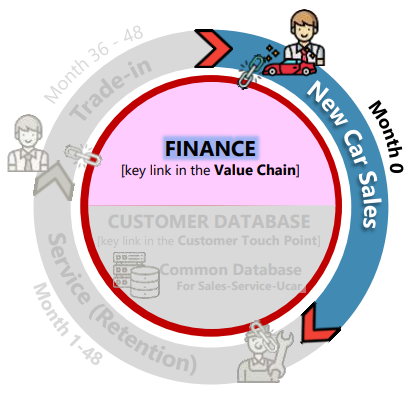 Month 36 - 48
Trade-in
New Car Sales
Month 0
FINANCE
[key link in the Value Chain]
CUSTOMER DATABASE
[key link in the Customer Touch Point]
Common Database
For Sales-Service-Ucar
Service (Retention)
Month 1-48